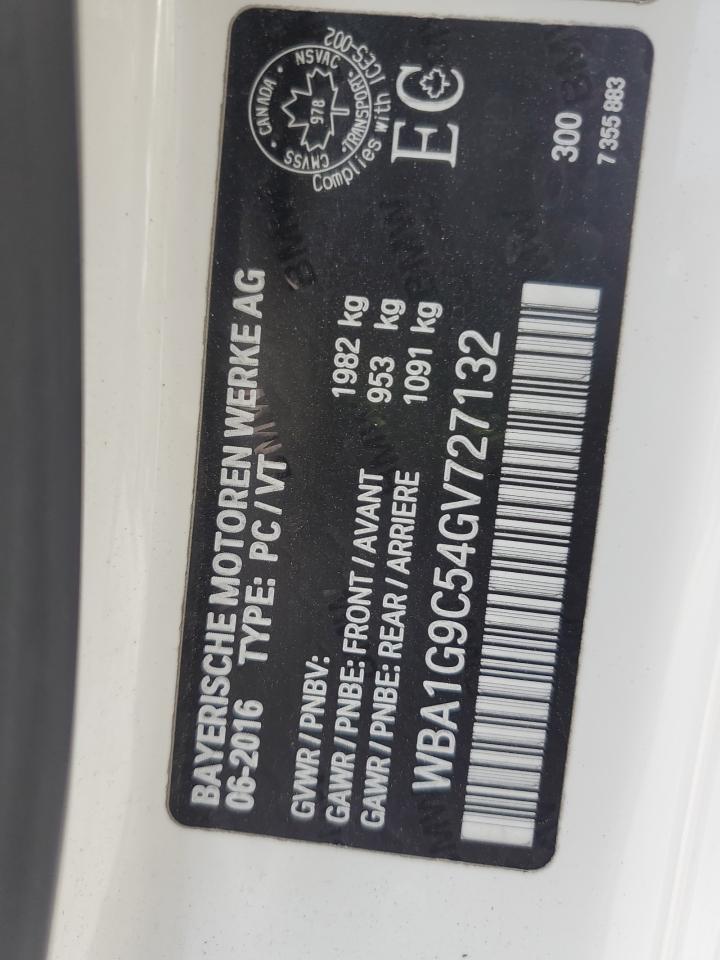 BAYERISCHE MOTOREN WERKE AG
06-2016 TYPE: PC / VT
GVWR / PNBV: 1982 kg
GAWR / PNBE: FRONT / AVANT 953 kg
GAWR / PNBE: REAR / ARRIERE 1091 kg
WBA1G9C54GV727132
CANADA · NSVAC · TRANSPORT · CMVSS
978
Complies with ICES-002
EC
300
7 355 883